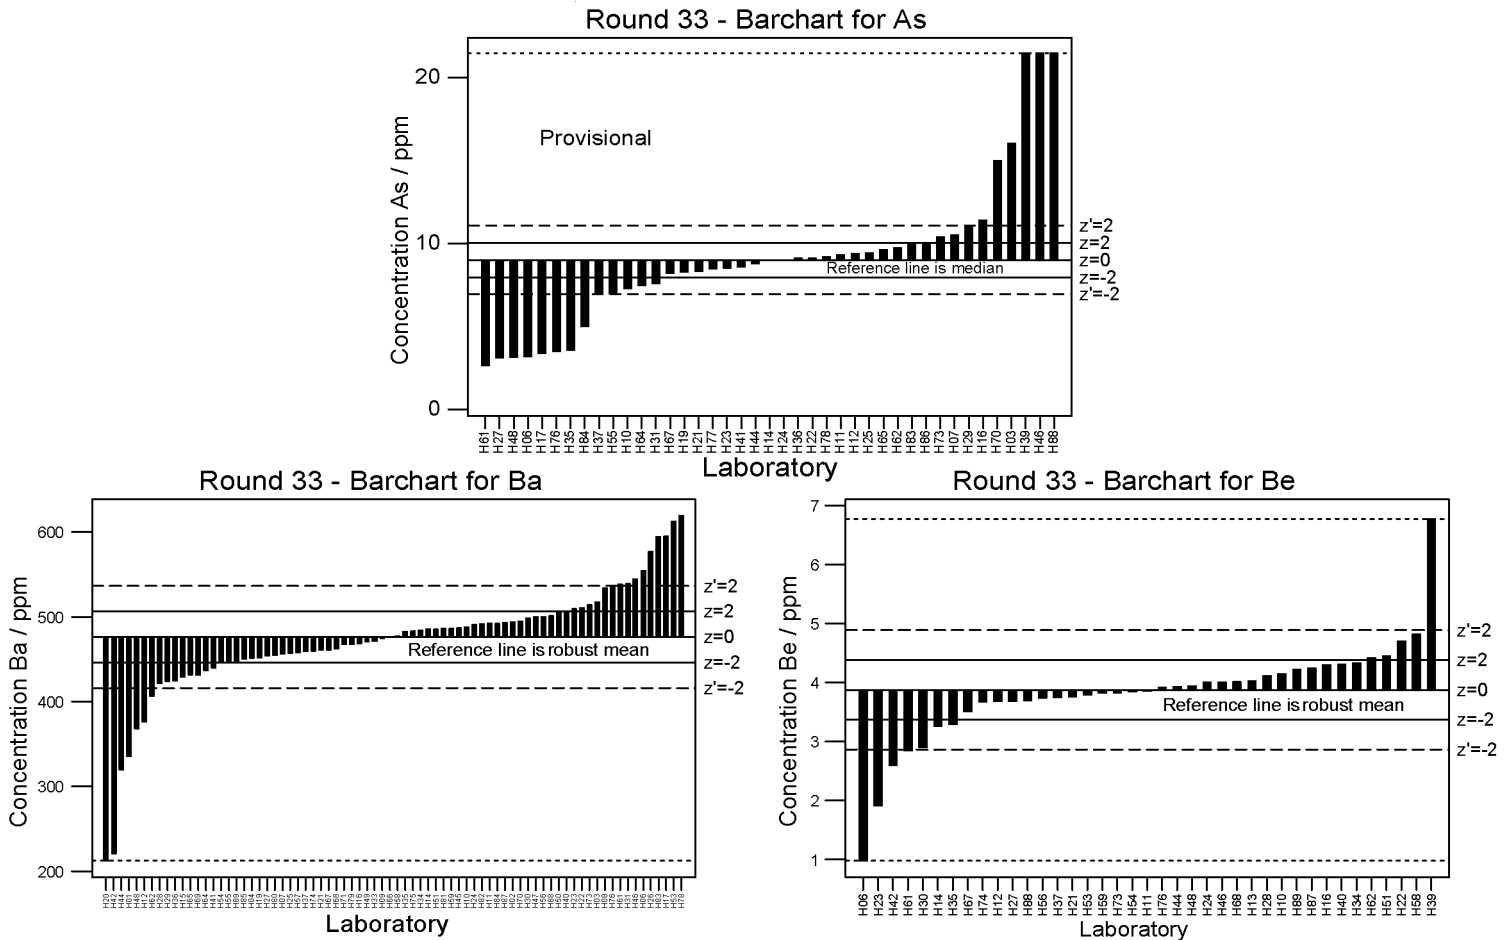 Round 33 - Barchart for As
Concentration As / ppm
20
10
0
Provisional
z'=2
z=2
z=0
z=-2
z'=-2
Reference line is median
H61 H27 H48 H06 H17 H76 H35 H84 H37 H55 H10 H64 H31 H67 H19 H21 H77 H23 H41 H44 H14 H24 H36 H22 H78 H11 H12 H25 H65 H62 H83 H86 H73 H07 H29 H16 H70 H03 H39 H46 H88
Laboratory
Round 33 - Barchart for Ba
Concentration Ba / ppm
600
500
400
300
200
z'=2
z=2
z=0
z=-2
z'=-2
Reference line is robust mean
Laboratory
Round 33 - Barchart for Be
Concentration Be / ppm
7
6
5
4
3
2
1
z'=2
z=2
z=0
z=-2
z'=-2
Reference line is robust mean
H06 H23 H42 H61 H30 H14 H35 H67 H74 H12 H27 H88 H56 H37 H21 H53 H59 H73 H54 H11 H76 H44 H48 H24 H46 H68 H13 H28 H10 H89 H87 H16 H40 H34 H62 H51 H22 H58 H39
Laboratory